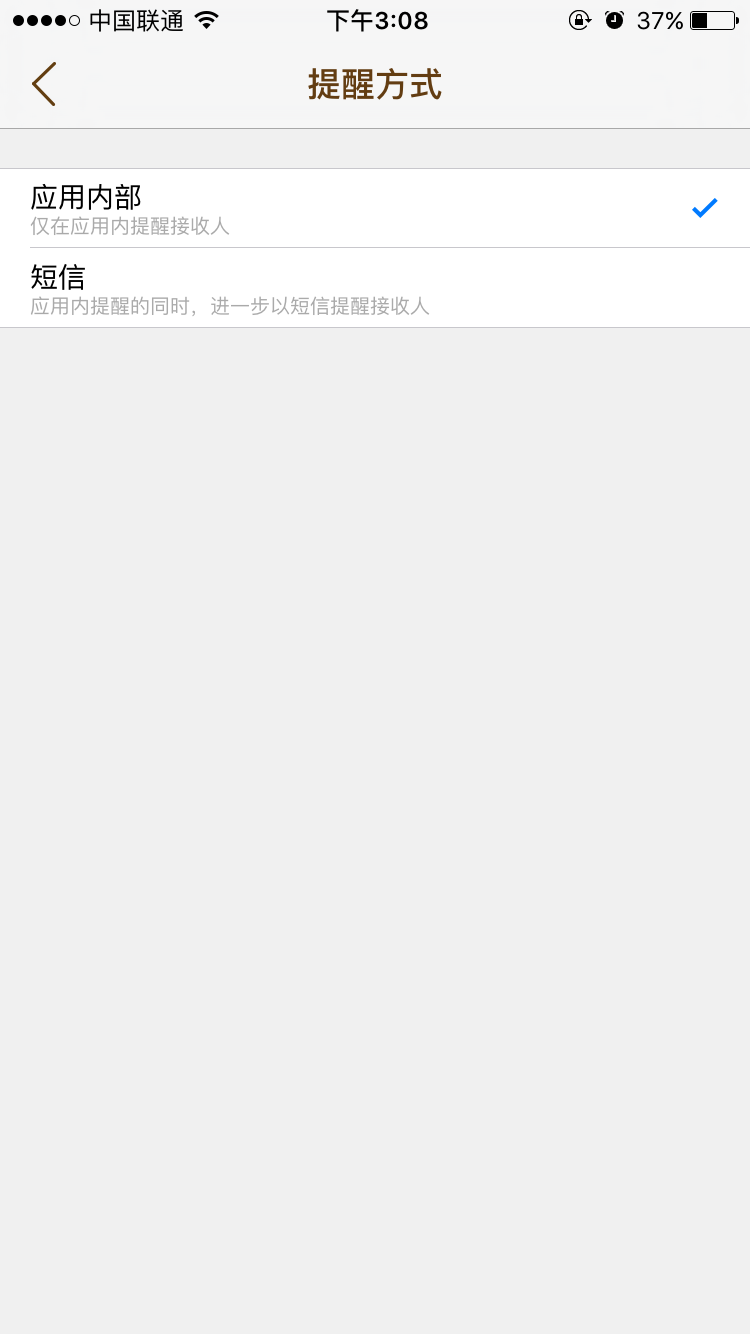 中国联通 下午3:08 37%
提醒方式
应用内部
仅在应用内提醒接收人
短信
应用内提醒的同时，进一步以短信提醒接收人